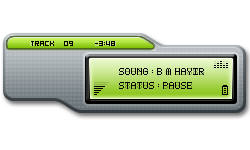 TRACK 09 -3:48
SOUNG : B M HAYIR
STATUS : PAUSE